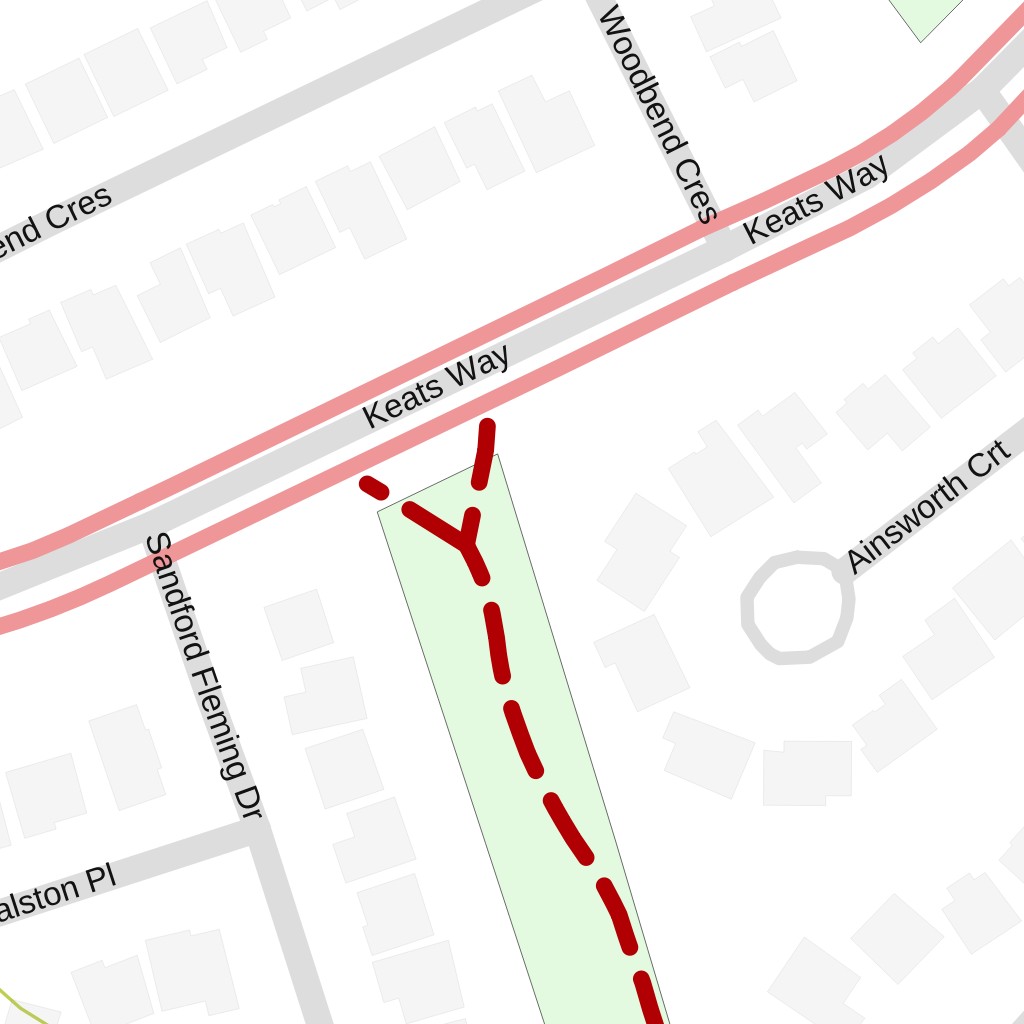 Woodbend Cres
end Cres
Keats Way
Keats Way
Sandford Fleming Dr
Ainsworth Crt
alston Pl